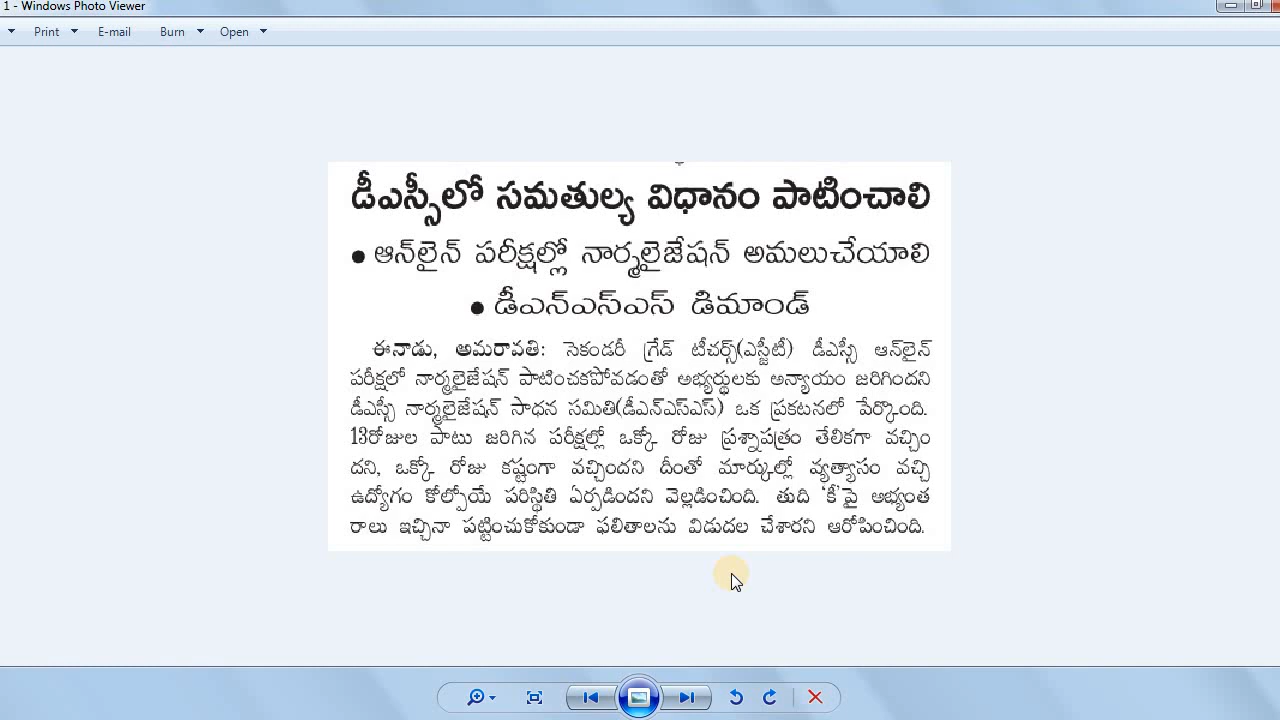 1 - Windows Photo Viewer
Print E-mail Burn Open
డీఎస్సీలో సమతుల్య విధానం పాటించాలి
● ఆన్‌లైన్ పరీక్షల్లో నార్మలైజేషన్ అమలుచేయాలి
● డీఎన్ఎస్ఎస్ డిమాండ్
ఈనాడు, అమరావతి: సెకండరీ గ్రేడ్ టీచర్స్(ఎస్జీటీ) డీఎస్సీ ఆన్‌లైన్
పరీక్షలో నార్మలైజేషన్ పాటించకపోవడంతో అభ్యర్థులకు అన్యాయం జరిగిందని
డీఎస్సీ నార్మలైజేషన్ సాధన సమితి(డీఎన్ఎస్ఎస్) ఒక ప్రకటనలో పేర్కొంది.
13రోజుల పాటు జరిగిన పరీక్షల్లో ఒక్కో రోజు ప్రశ్నాపత్రం తేలికగా వచ్చిం
దని, ఒక్కో రోజు కష్టంగా వచ్చిందని దీంతో మార్కుల్లో వ్యత్యాసం వచ్చి
ఉద్యోగం కోల్పోయే పరిస్థితి ఏర్పడిందని వెల్లడించింది. తుది 'కీ'పై అభ్యంత
రాలు ఇచ్చినా పట్టించుకోకుండా ఫలితాలను విడుదల చేశారని ఆరోపించింది.